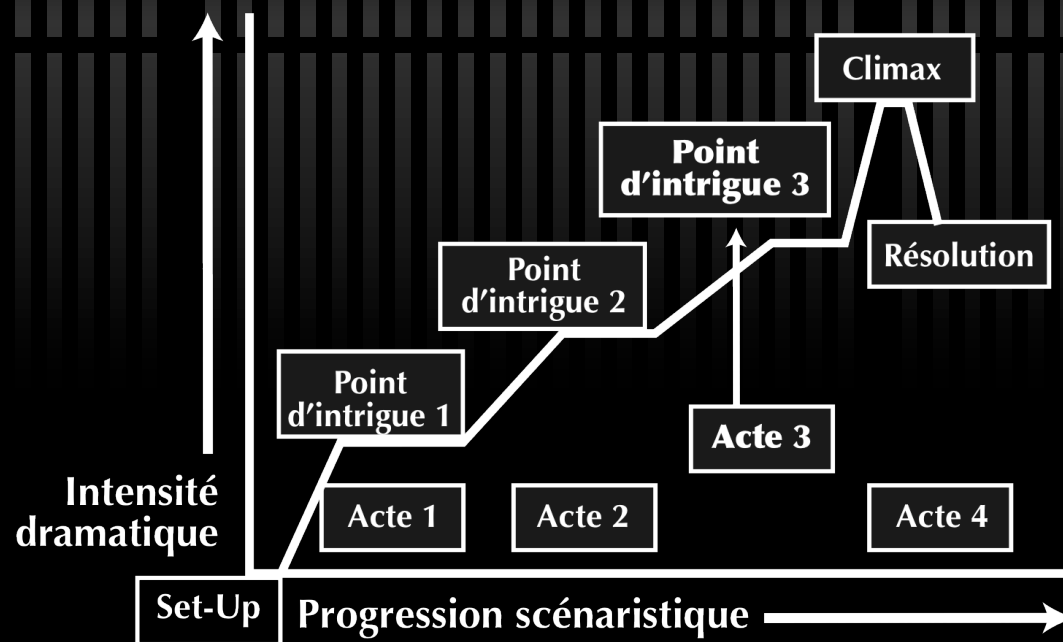 Climax
Point
d'intrigue 3
Résolution
Point
d'intrigue 2
Point
d'intrigue 1
Acte 3
Intensité
dramatique
Acte 1
Acte 2
Acte 4
Set-Up
Progression scénaristique